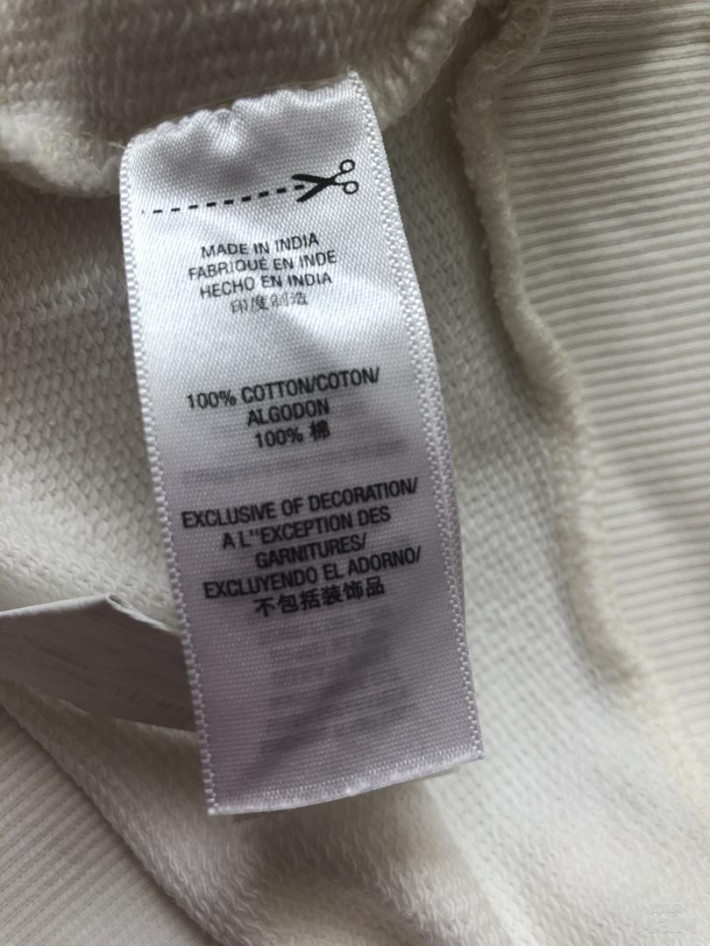 MADE IN INDIA
FABRIQUÉ EN INDE
HECHO EN INDIA
印度制造
100% COTTON/COTON/
ALGODON
100% 棉
EXCLUSIVE OF DECORATION/
A L''EXCEPTION DES
GARNITURES/
EXCLUYENDO EL ADORNO/
不包括装饰品